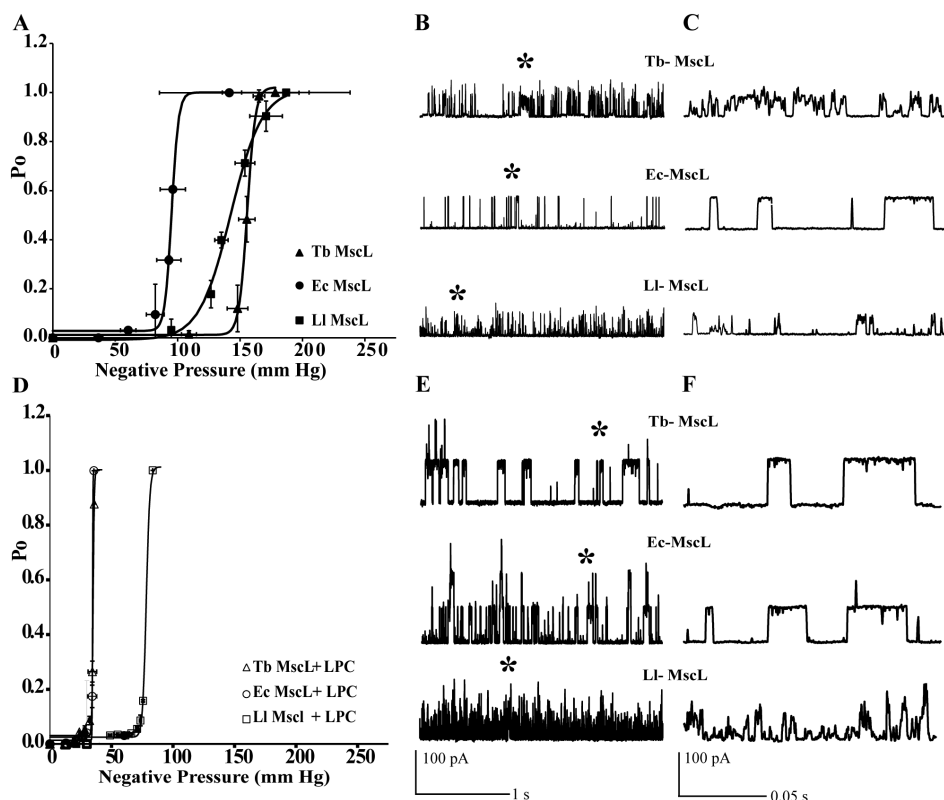 A
1.2
1.0
0.8
0.6
0.4
0.2
0.0
Po
0
50
100
150
200
250
Negative Pressure (mm Hg)
Tb MscL
Ec MscL
Ll MscL
B
*
Tb- MscL
*
Ec-MscL
*
Ll- MscL
C
D
1.2
1.0
0.8
0.6
0.4
0.2
0.0
Po
0
50
100
150
200
250
Negative Pressure (mm Hg)
Tb MscL+ LPC
Ec MscL+ LPC
Ll Mscl + LPC
E
*
Tb- MscL
*
Ec-MscL
*
Ll- MscL
100 pA
1 s
F
100 pA
0.05 s